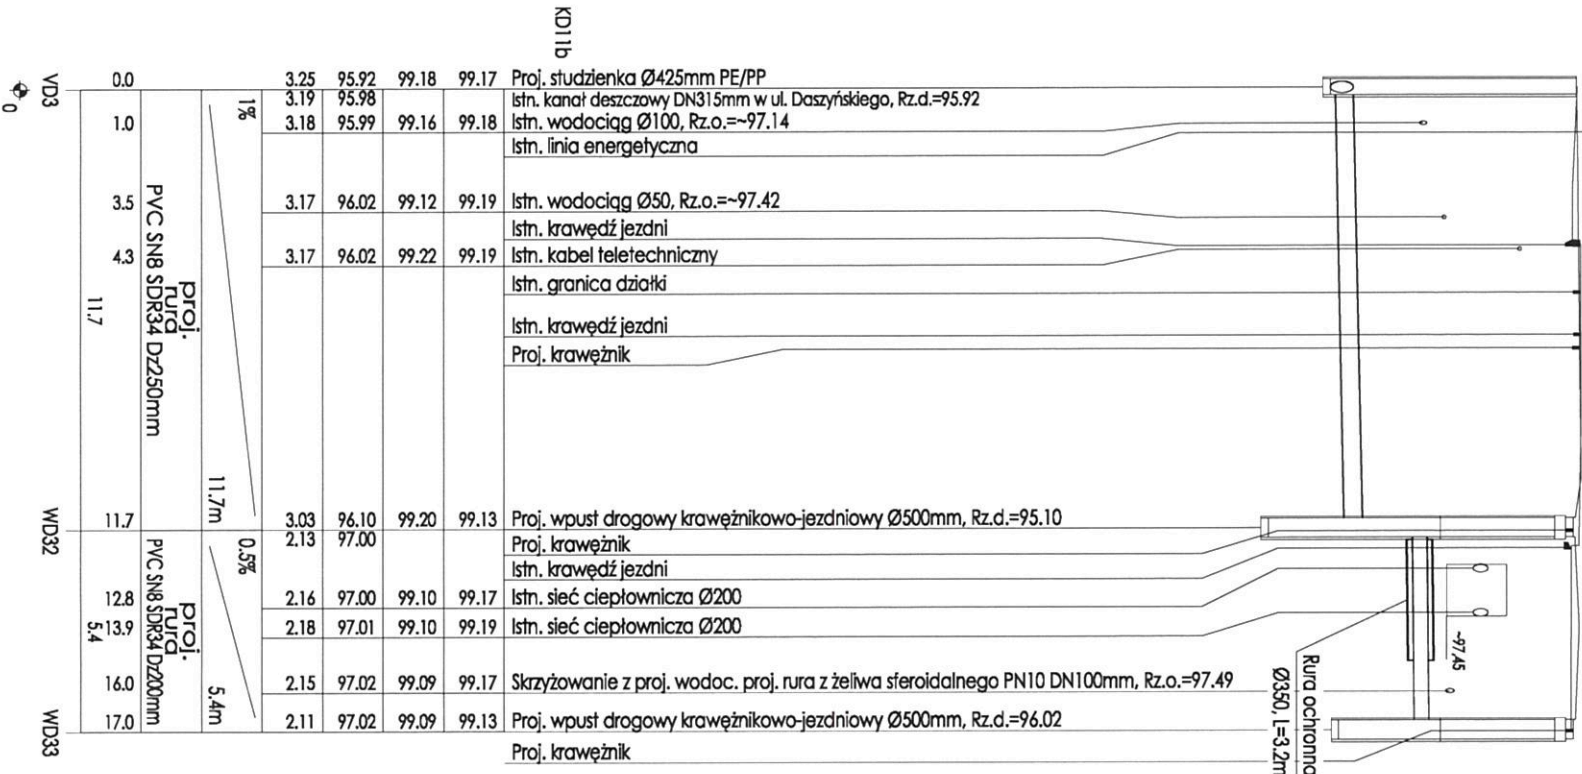 KD11b
VD3
0.0
3.25 95.92 99.18 99.17 Proj. studzienka Ø425mm PE/PP
3.19 95.98 Istn. kanał deszczowy DN315mm w ul. Daszyńskiego, Rz.d.=95.92
1.0 3.18 95.99 99.16 99.18 Istn. wodociąg Ø100, Rz.o.=~97.14
Istn. linia energetyczna
3.5 3.17 96.02 99.12 99.19 Istn. wodociąg Ø50, Rz.o.=~97.42
Istn. krawędź jezdni
4.3 3.17 96.02 99.22 99.19 Istn. kabel teletechniczny
Istn. granica działki
Istn. krawędź jezdni
Proj. krawężnik
0
1%
11.7m
proj.
rura
PVC SN8 SDR34 Dz250mm
11.7
WD32
11.7 3.03 96.10 99.20 99.13 Proj. wpust drogowy krawężnikowo-jezdniowy Ø500mm, Rz.d.=95.10
2.13 97.00 Proj. krawężnik
Istn. krawędź jezdni
12.8 2.16 97.00 99.10 99.17 Istn. sieć ciepłownicza Ø200
13.9 2.18 97.01 99.10 99.19 Istn. sieć ciepłownicza Ø200
16.0 2.15 97.02 99.09 99.17 Skrzyżowanie z proj. wodoc. proj. rura z żeliwa sferoidalnego PN10 DN100mm, Rz.o.=97.49
17.0 2.11 97.02 99.09 99.13 Proj. wpust drogowy krawężnikowo-jezdniowy Ø500mm, Rz.d.=96.02
Proj. krawężnik
0.5%
5.4m
proj.
rura
PVC SN8 SDR34 Dz200mm
5.4
WD33
~97.45
Rura ochronna
Ø350, L=3.2m